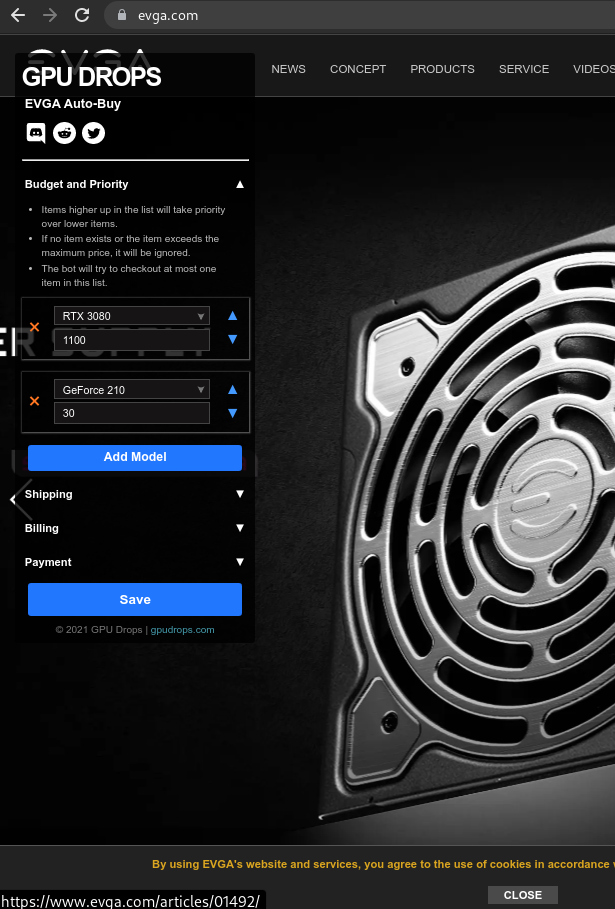 evga.com
EVGA
NEWS CONCEPT PRODUCTS SERVICE VIDEOS
GPU DROPS
EVGA Auto-Buy
Budget and Priority ▲
• Items higher up in the list will take priority
over lower items.
• If no item exists or the item exceeds the
maximum price, it will be ignored.
• The bot will try to checkout at most one
item in this list.
RTX 3080
1100
GeForce 210
30
Add Model
Shipping ▼
Billing ▼
Payment ▼
Save
© 2021 GPU Drops | gpudrops.com
ER SUPPLY
By using EVGA's website and services, you agree to the use of cookies in accordance
CLOSE
https://www.evga.com/articles/01492/